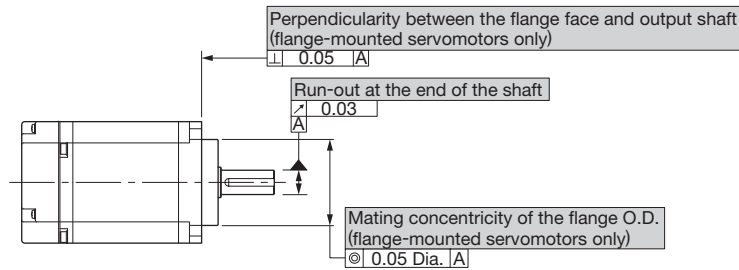 Perpendicularity between the flange face and output shaft
(flange-mounted servomotors only)
⊥ 0.05 A
Run-out at the end of the shaft
↗ 0.03
A
Mating concentricity of the flange O.D.
(flange-mounted servomotors only)
◎ 0.05 Dia. A